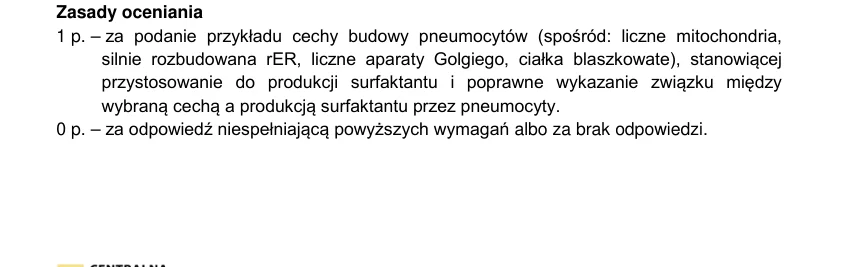 Zasady oceniania
1 p. – za podanie przykładu cechy budowy pneumocytów (spośród: liczne mitochondria,
silnie rozbudowana rER, liczne aparaty Golgiego, ciałka blaszkowate), stanowiącej
przystosowanie do produkcji surfaktantu i poprawne wykazanie związku między
wybraną cechą a produkcją surfaktantu przez pneumocyty.
0 p. – za odpowiedź niespełniającą powyższych wymagań albo za brak odpowiedzi.
CENTRALNA